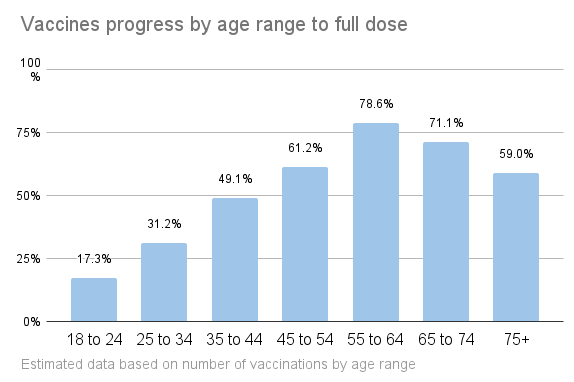 Vaccines progress by age range to full dose
100
%
75%
50%
25%
0%
17.3%
31.2%
49.1%
61.2%
78.6%
71.1%
59.0%
18 to 24
25 to 34
35 to 44
45 to 54
55 to 64
65 to 74
75+
Estimated data based on number of vaccinations by age range